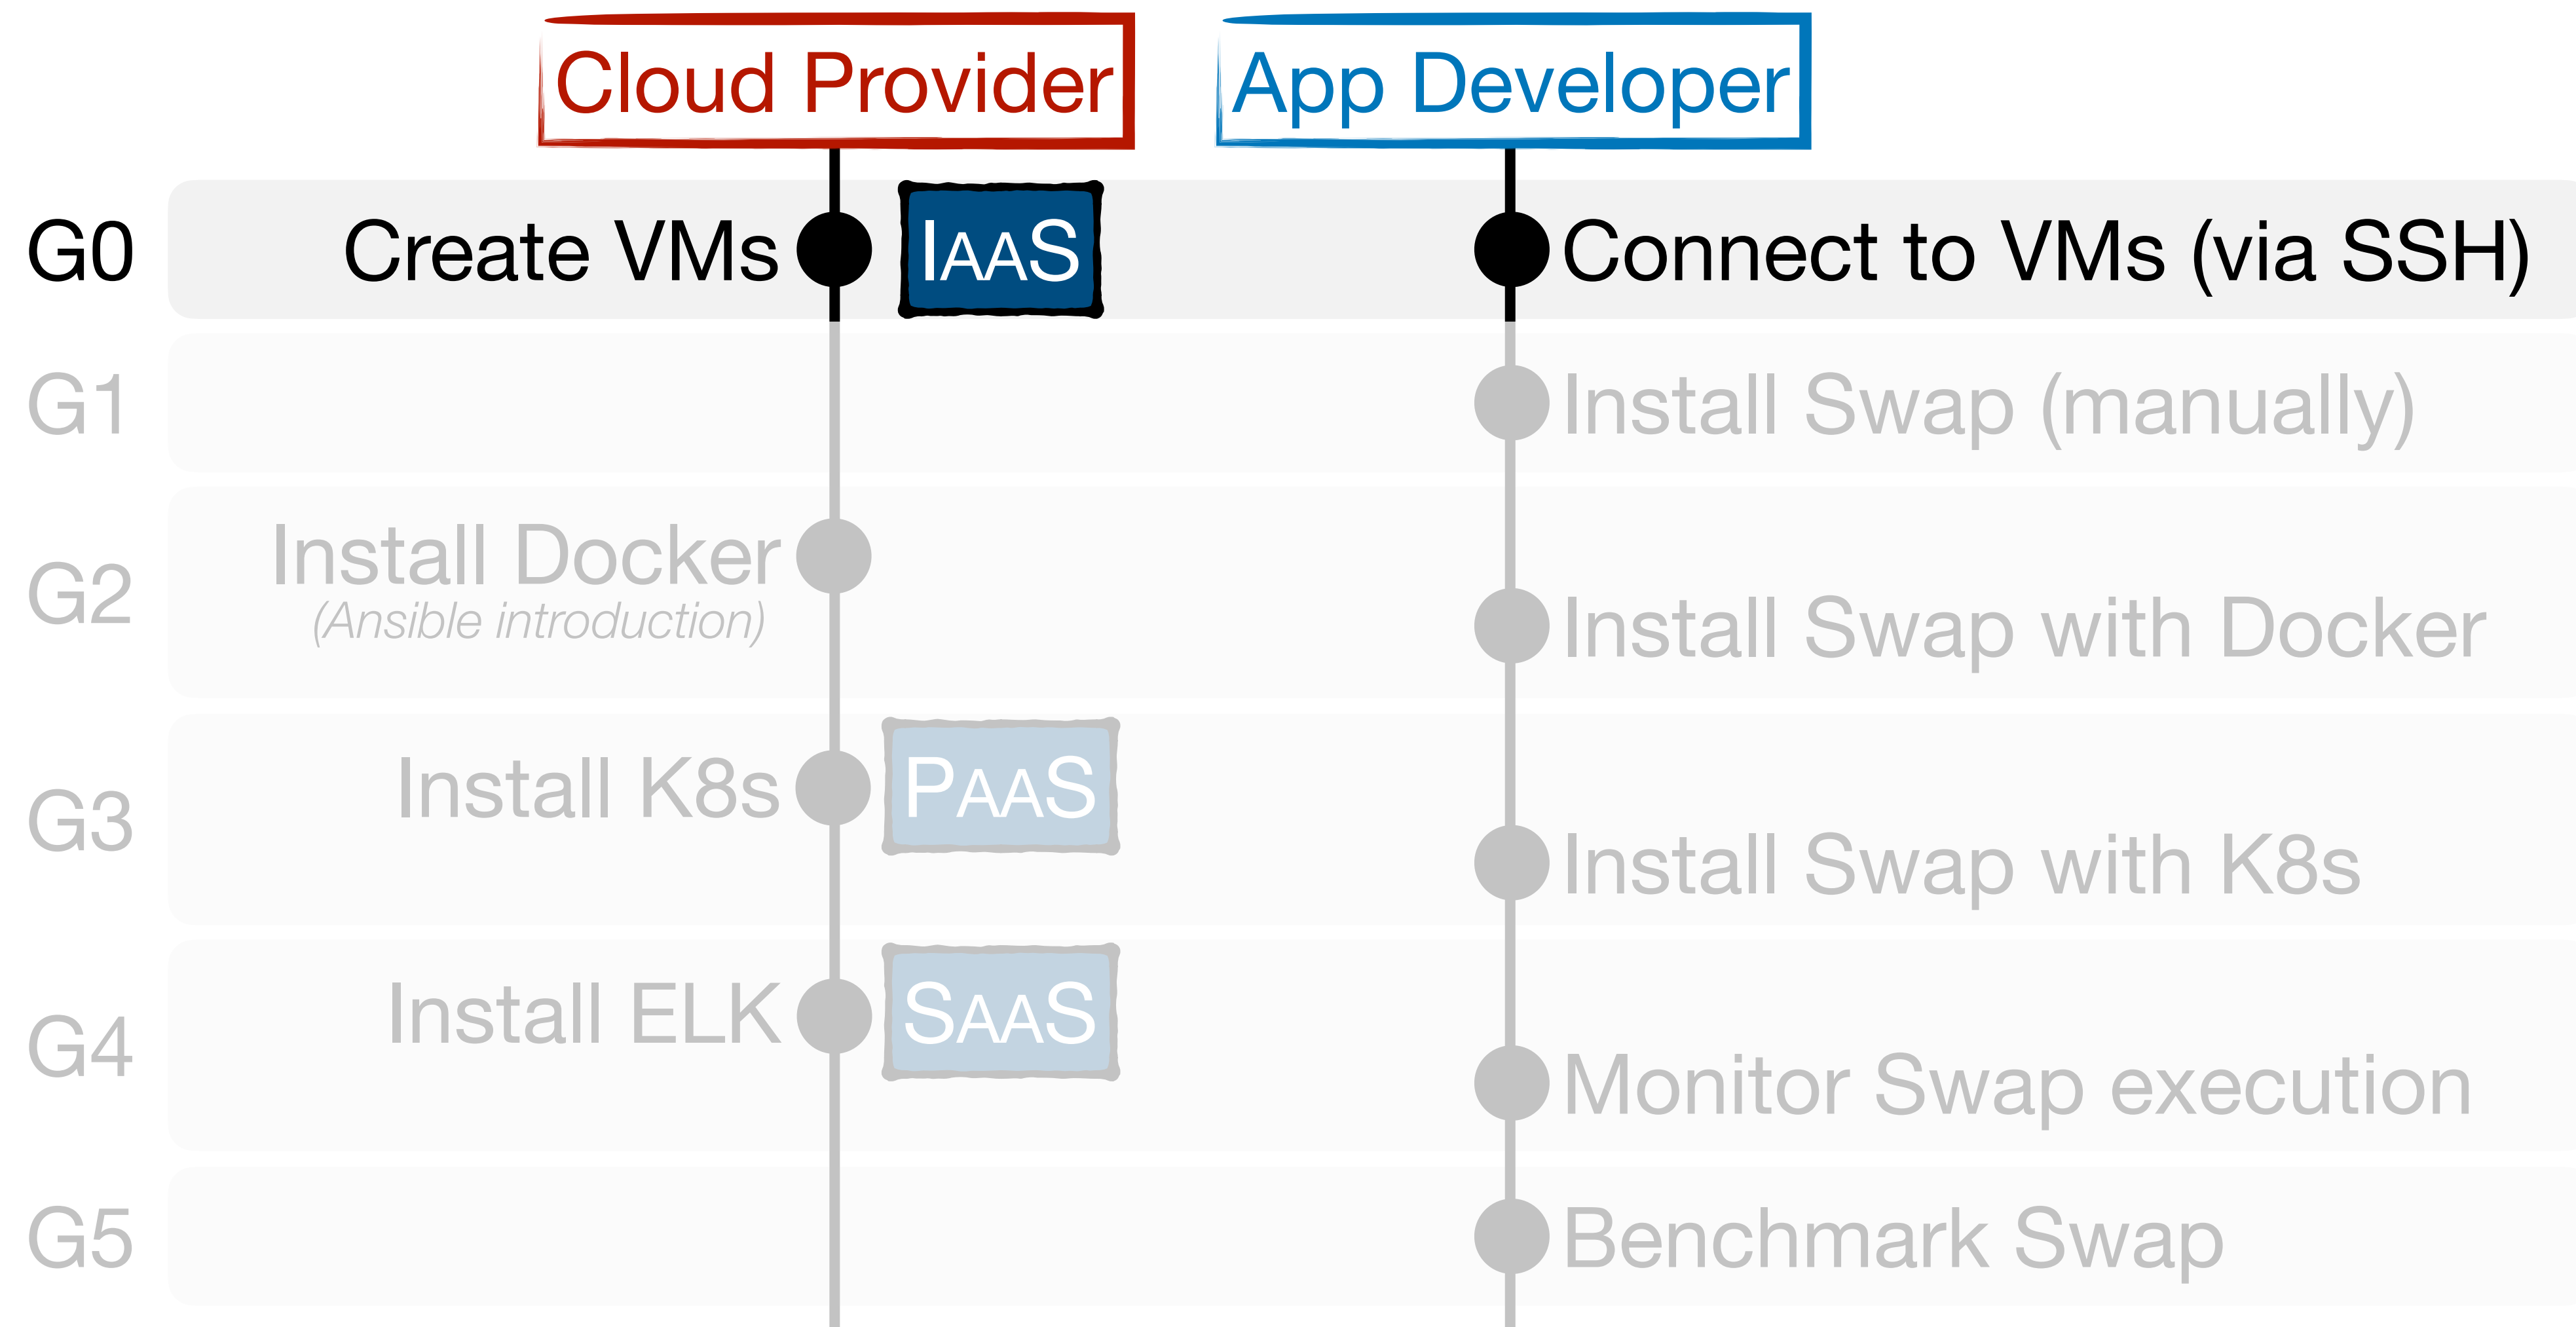 Cloud Provider
App Developer
G0
Create VMs
IAAS
Connect to VMs (via SSH)
G1
Install Swap (manually)
G2
Install Docker
(Ansible introduction)
Install Swap with Docker
G3
Install K8s
PAAS
Install Swap with K8s
G4
Install ELK
SAAS
Monitor Swap execution
G5
Benchmark Swap